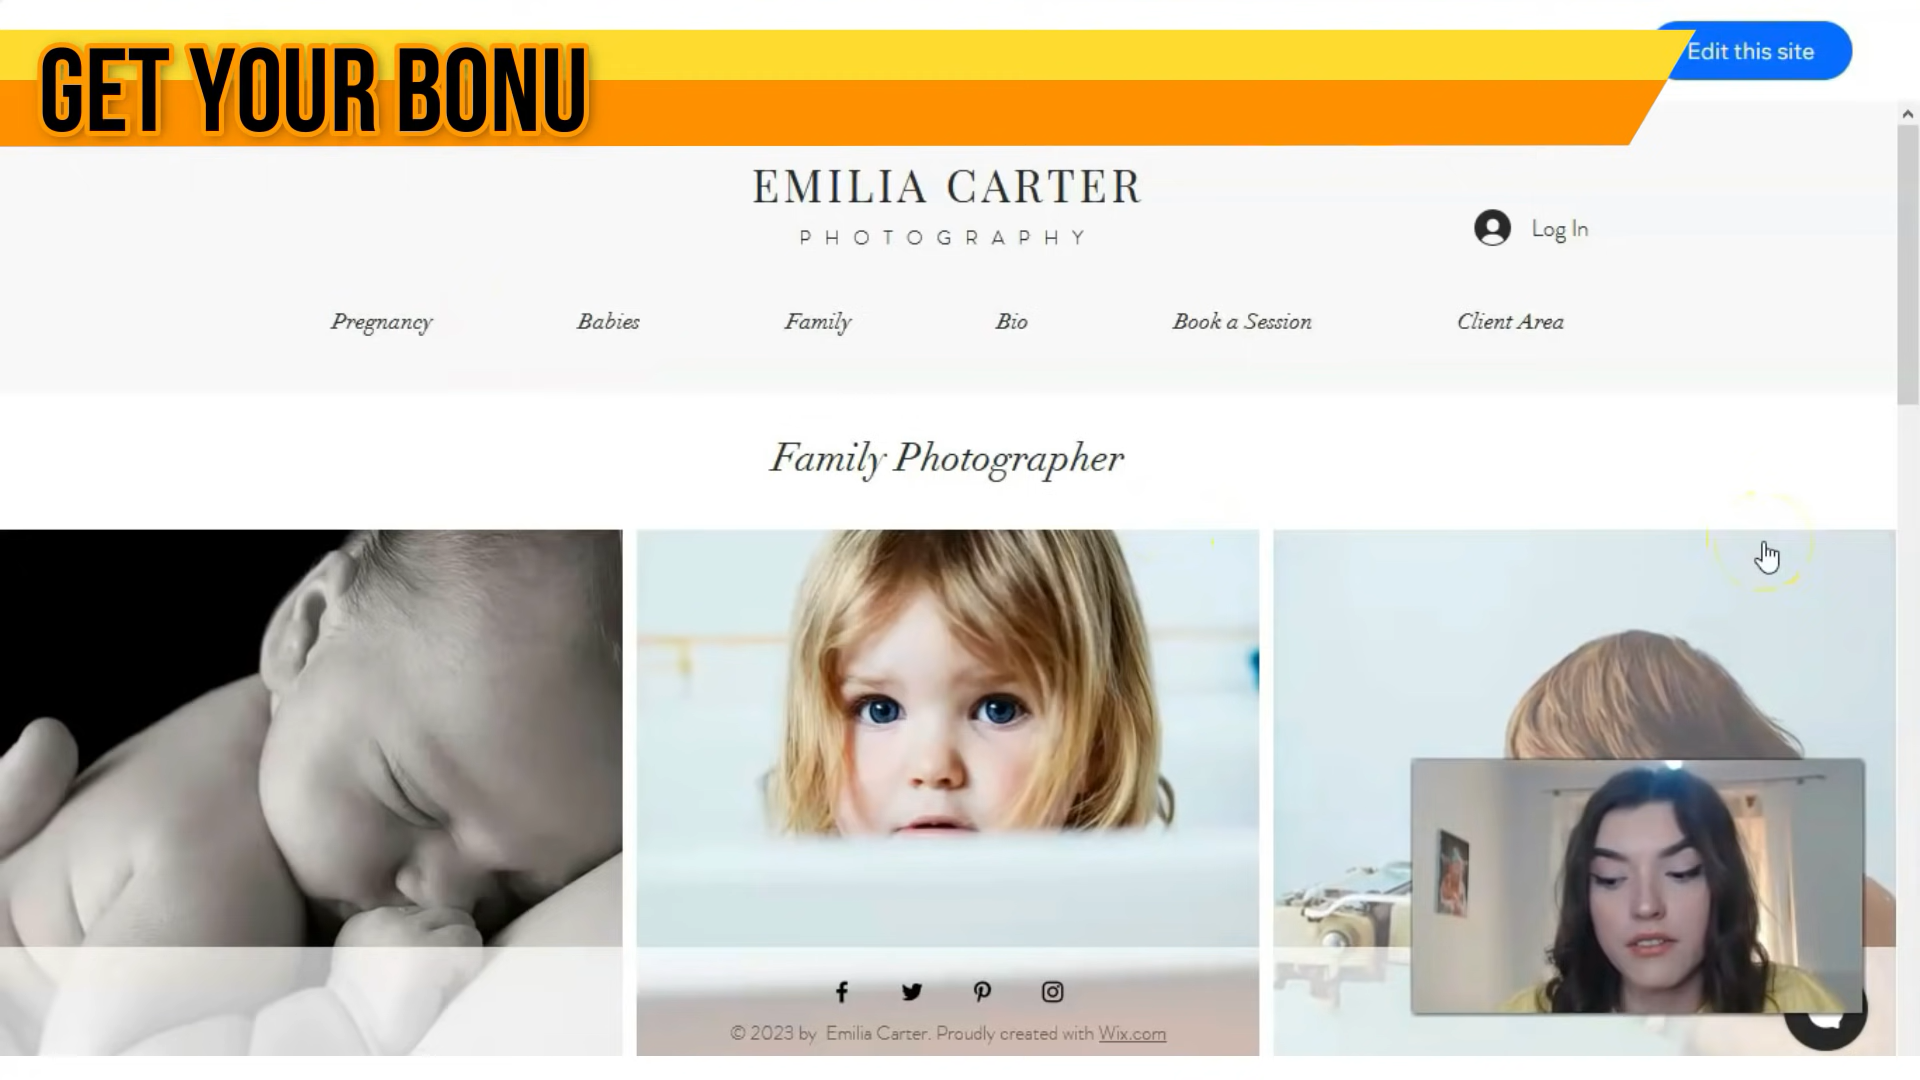 GET YOUR BONU
Edit this site
EMILIA CARTER
PHOTOGRAPHY
Log In
Pregnancy
Babies
Family
Bio
Book a Session
Client Area
Family Photographer
© 2023 by Emilia Carter. Proudly created with Wix.com